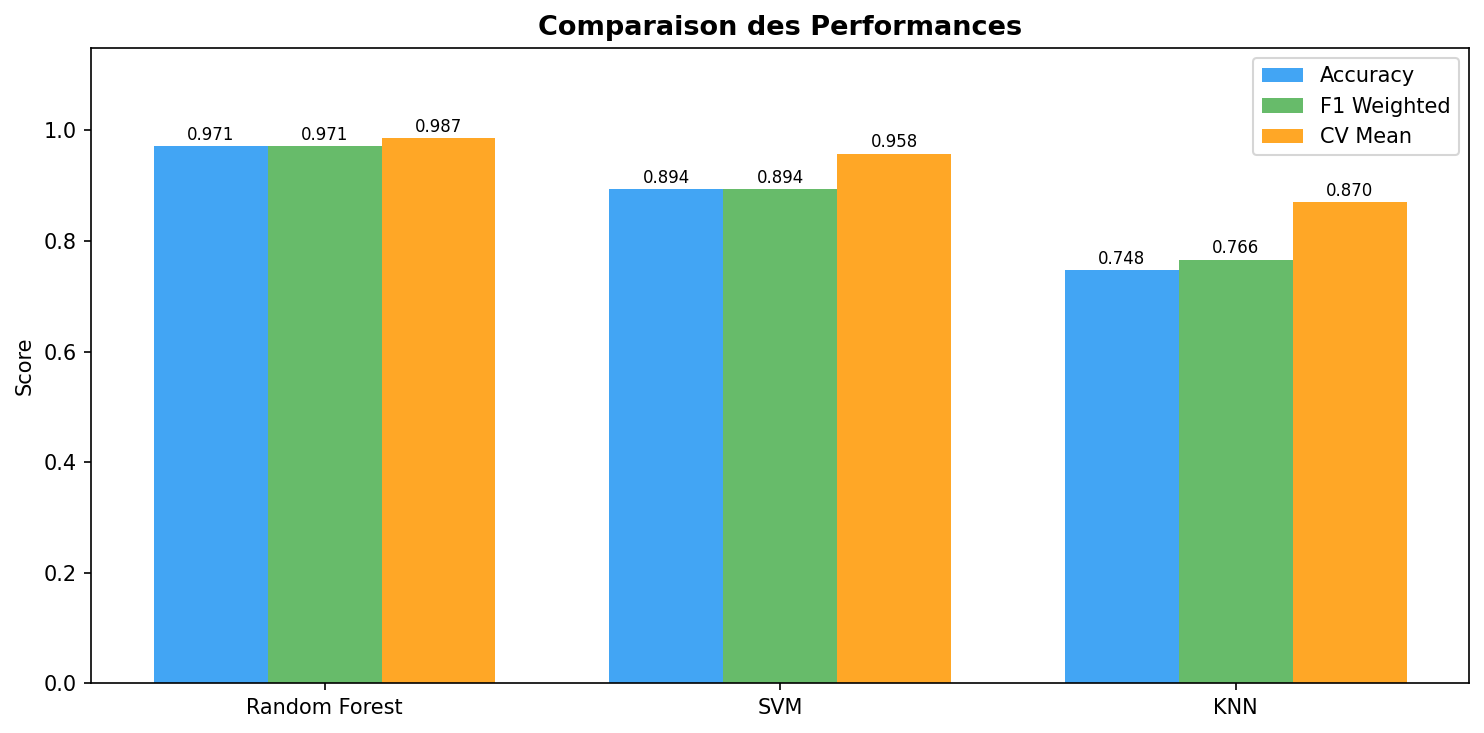 Comparaison des Performances
Accuracy
F1 Weighted
CV Mean
Score
1.0
0.8
0.6
0.4
0.2
0.0
0.971
0.971
0.987
0.894
0.894
0.958
0.748
0.766
0.870
Random Forest
SVM
KNN